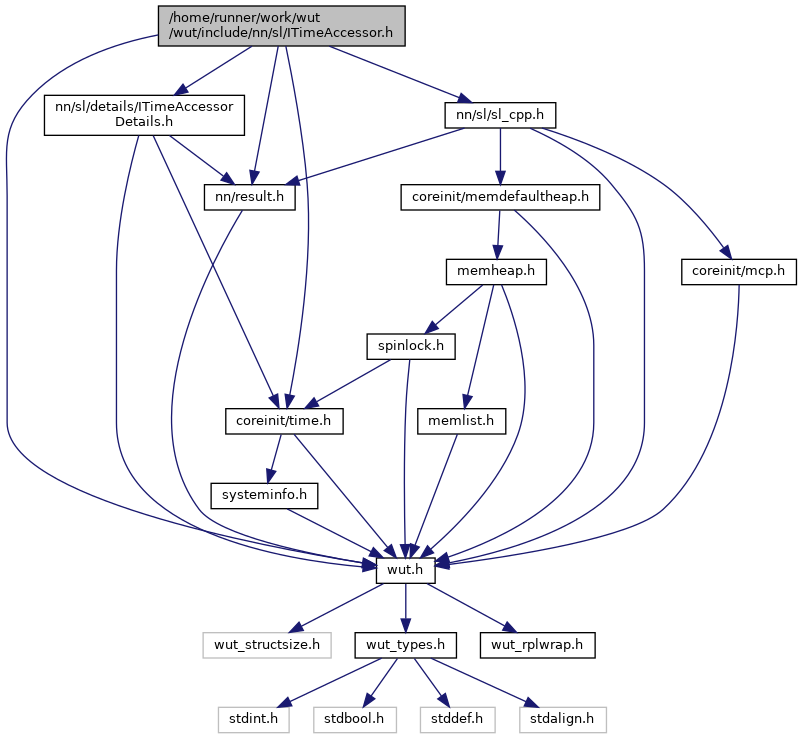 /home/runner/work/wut
/wut/include/nn/sl/ITimeAccessor.h
nn/sl/details/ITimeAccessor
Details.h
nn/sl/sl_cpp.h
nn/result.h
coreinit/memdefaultheap.h
memheap.h
coreinit/mcp.h
spinlock.h
coreinit/time.h
memlist.h
systeminfo.h
wut.h
wut_structsize.h
wut_types.h
wut_rplwrap.h
stdint.h
stdbool.h
stddef.h
stdalign.h